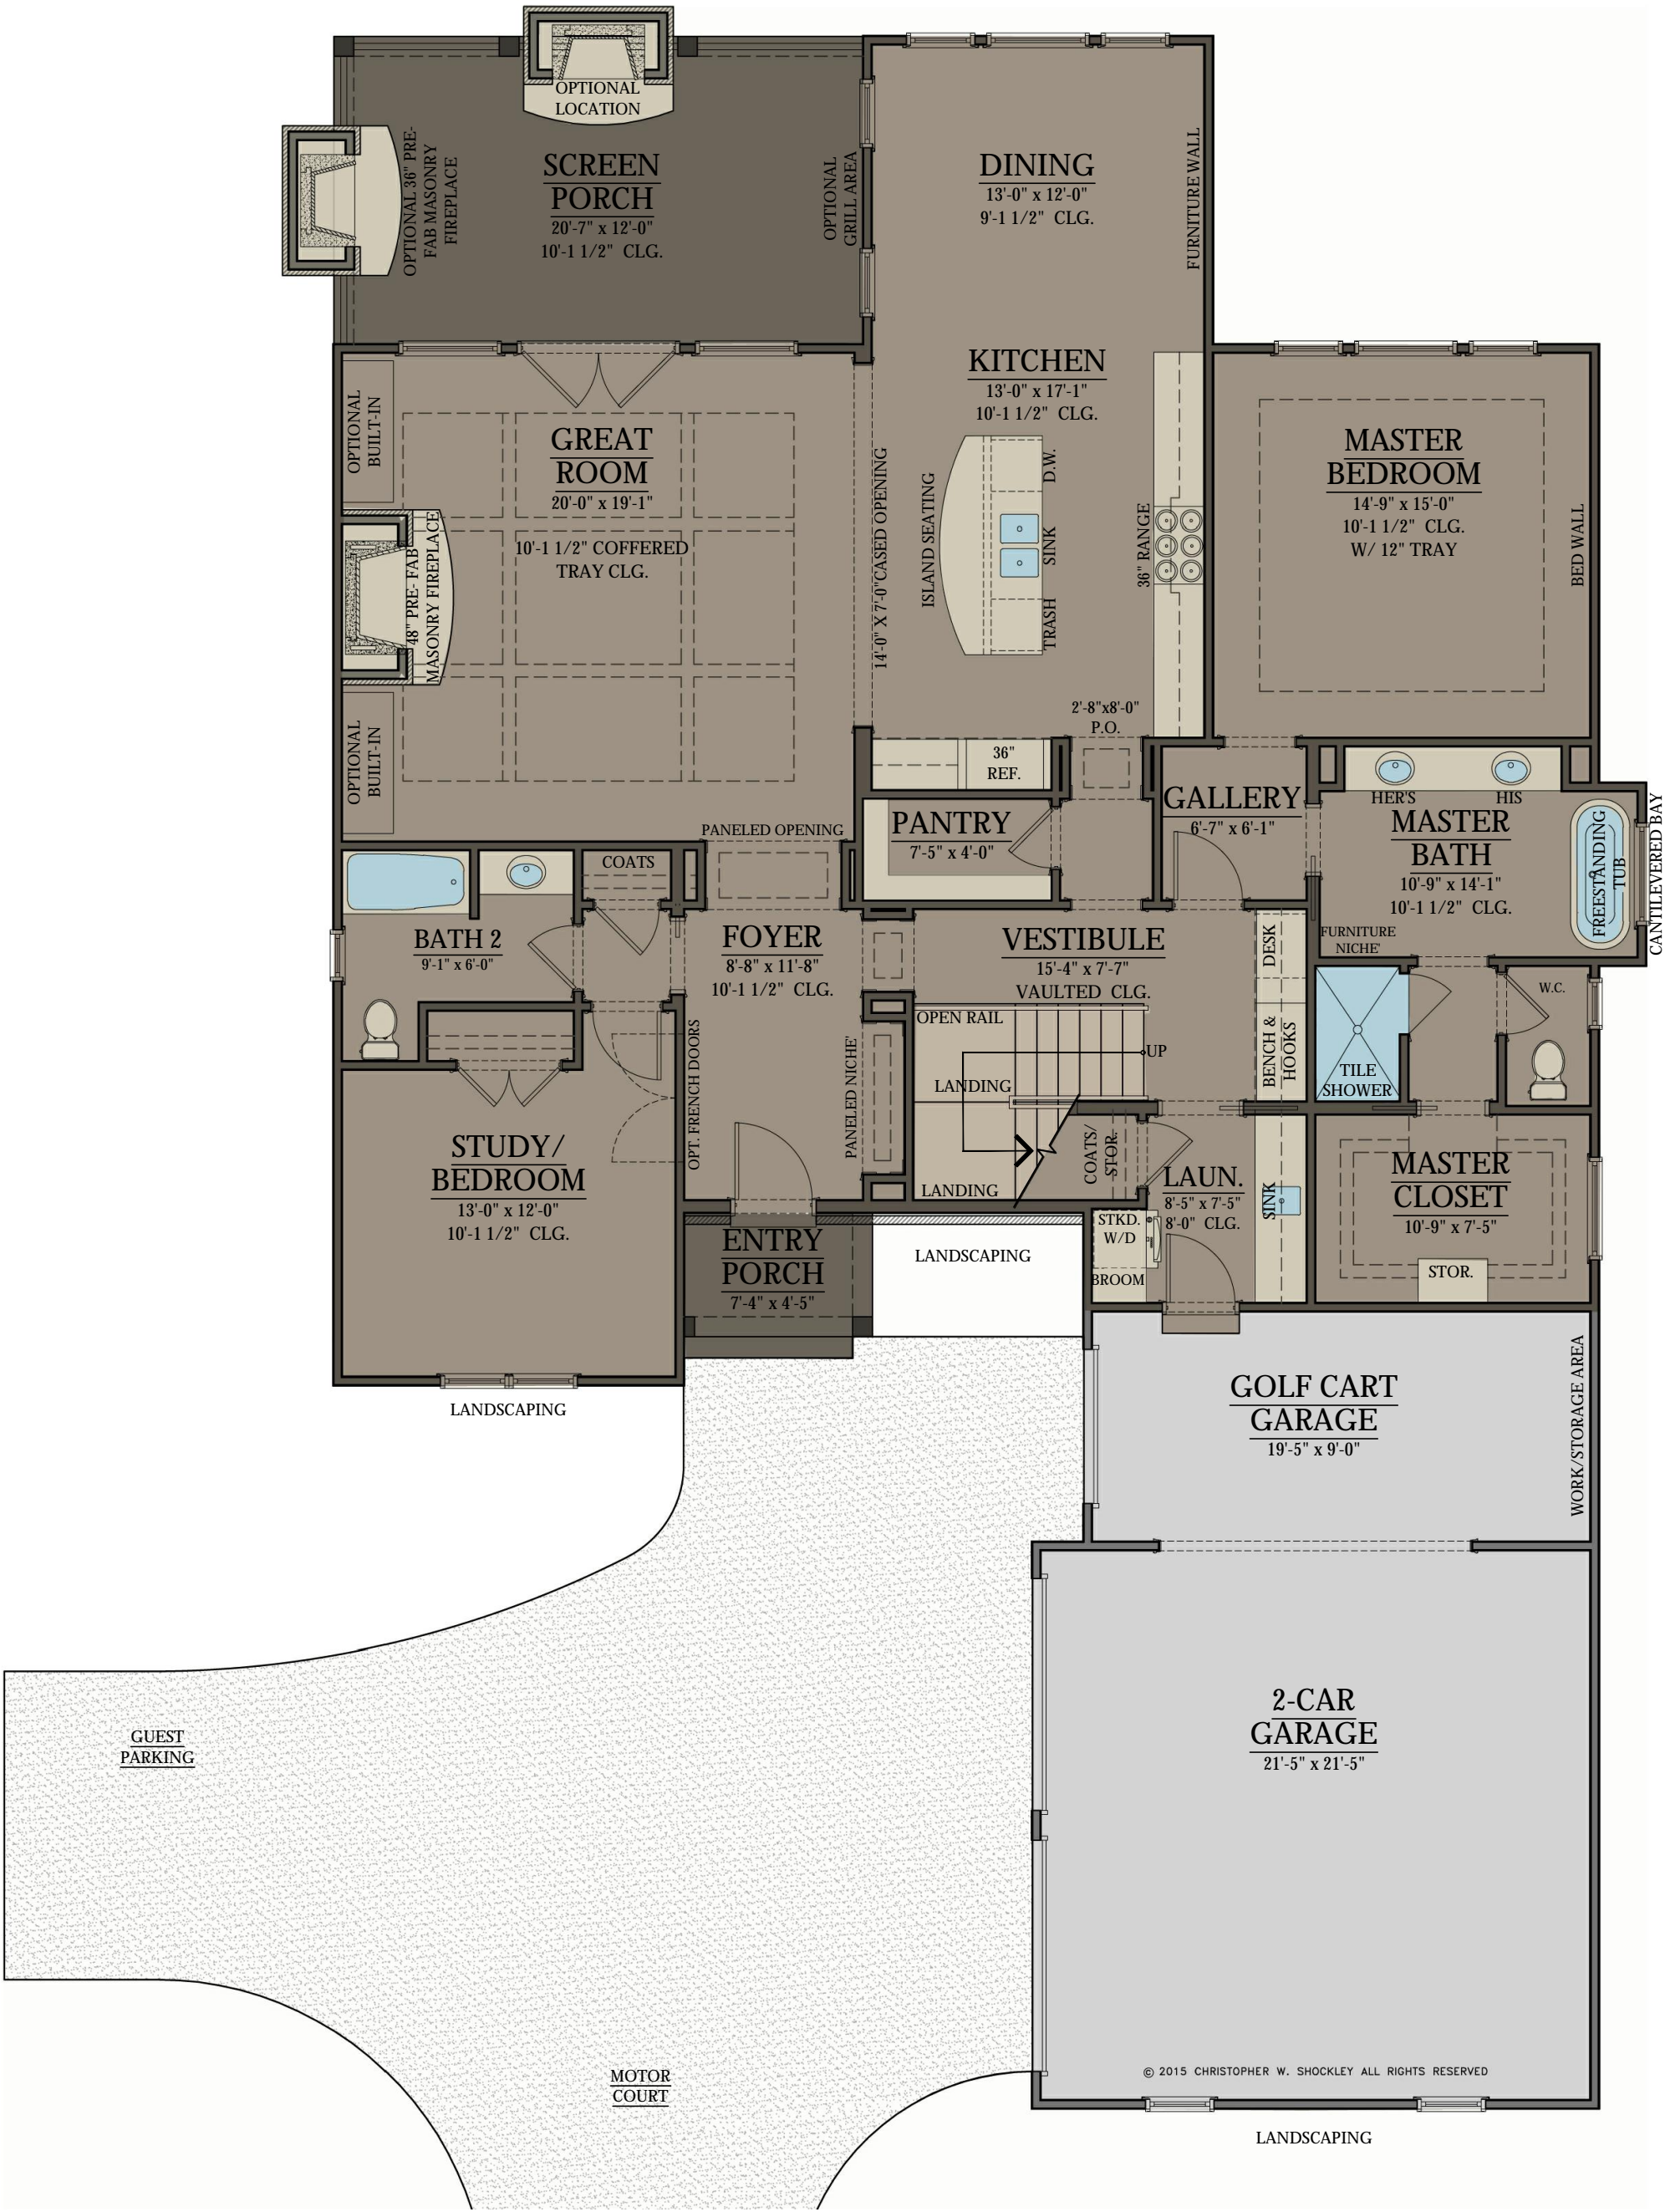 OPTIONAL
LOCATION
OPTIONAL 36" PRE-
FAB MASONRY
FIREPLACE
SCREEN
PORCH
20'-7" x 12'-0"
10'-1 1/2" CLG.
OPTIONAL
GRILL AREA
DINING
13'-0" x 12'-0"
9'-1 1/2" CLG.
FURNITURE WALL
KITCHEN
13'-0" x 17'-1"
10'-1 1/2" CLG.
OPTIONAL
BUILT-IN
GREAT
ROOM
20'-0" x 19'-1"
10'-1 1/2" COFFERED
TRAY CLG.
48" PRE- FAB
MASONRY FIREPLACE
OPTIONAL
BUILT-IN
14'-0" X 7'-0"CASED OPENING
ISLAND SEATING
D.W.
SINK
TRASH
36" RANGE
MASTER
BEDROOM
14'-9" x 15'-0"
10'-1 1/2" CLG.
W/ 12" TRAY
BED WALL
2'-8"x8'-0"
P.O.
36"
REF.
PANTRY
7'-5" x 4'-0"
GALLERY
6'-7" x 6'-1"
HER'S
HIS
MASTER
BATH
10'-9" x 14'-1"
10'-1 1/2" CLG.
FREESTANDING
TUB
CANTILEVERED BAY
FURNITURE
NICHE'
PANELED OPENING
COATS
BATH 2
9'-1" x 6'-0"
FOYER
8'-8" x 11'-8"
10'-1 1/2" CLG.
VESTIBULE
15'-4" x 7'-7"
VAULTED CLG.
DESK
BENCH &
HOOKS
OPEN RAIL
UP
LANDING
LANDING
TILE
SHOWER
W.C.
OPT. FRENCH DOORS
PANELED NICHE'
COATS/
STOR.
STUDY/
BEDROOM
13'-0" x 12'-0"
10'-1 1/2" CLG.
LAUN.
8'-5" x 7'-5"
8'-0" CLG.
SINK
STKD.
W/D
BROOM
MASTER
CLOSET
10'-9" x 7'-5"
STOR.
ENTRY
PORCH
7'-4" x 4'-5"
LANDSCAPING
LANDSCAPING
GOLF CART
GARAGE
19'-5" x 9'-0"
WORK/STORAGE AREA
2-CAR
GARAGE
21'-5" x 21'-5"
GUEST
PARKING
MOTOR
COURT
© 2015 CHRISTOPHER W. SHOCKLEY ALL RIGHTS RESERVED
LANDSCAPING